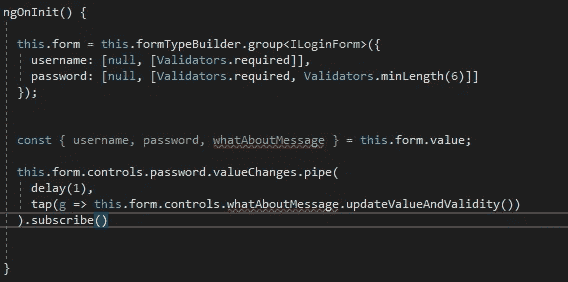 ngOnInit() {
this.form = this.formTypeBuilder.group<ILoginForm>({
username: [null, [Validators.required]],
password: [null, [Validators.required, Validators.minLength(6)]]
});
const { username, password, whatAboutMessage } = this.form.value;
this.form.controls.password.valueChanges.pipe(
delay(1),
tap(g => this.form.controls.whatAboutMessage.updateValueAndValidity())
).subscribe()
}